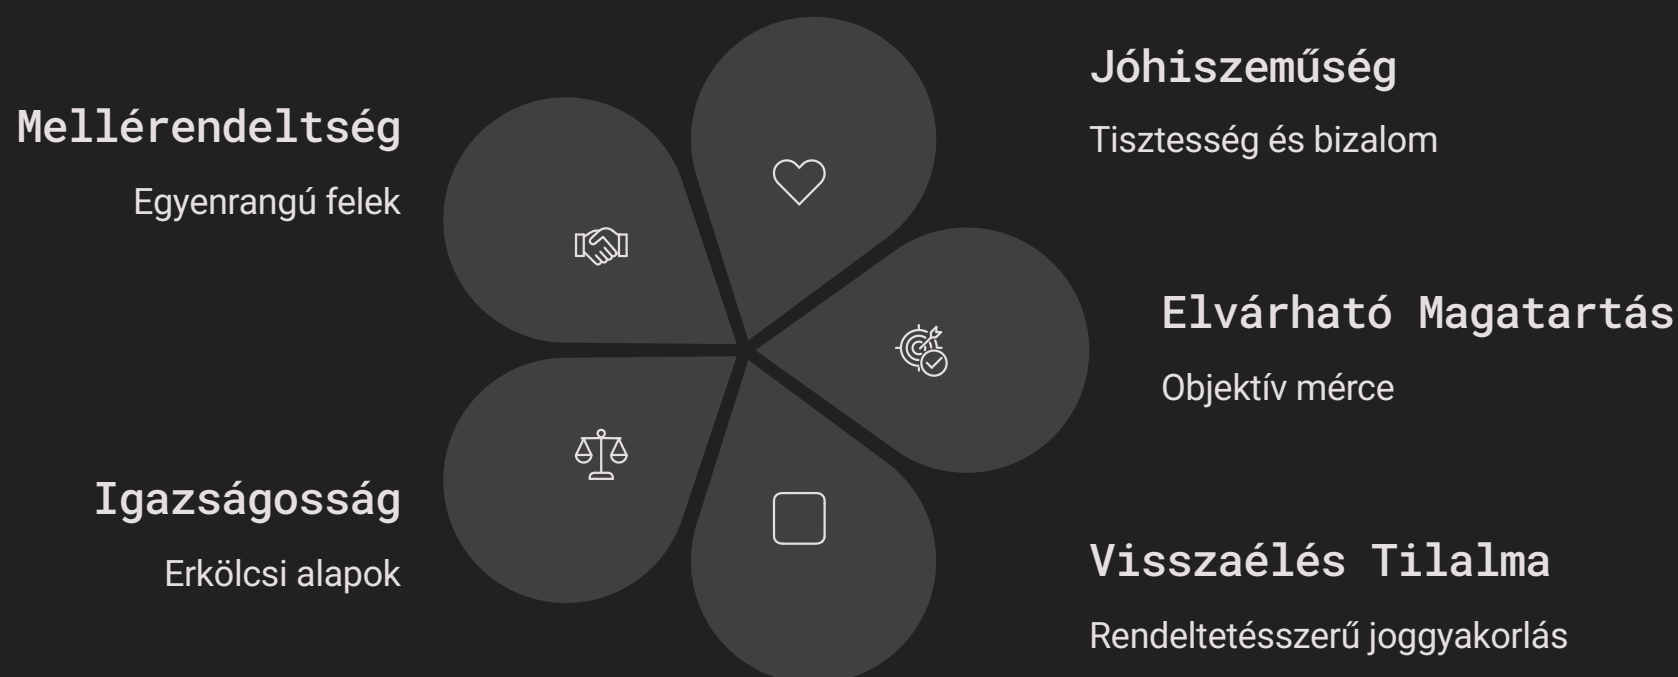 Mellérendeltség
Egyenrangú felek
Jóhiszeműség
Tisztesség és bizalom
Elvárható Magatartás
Objektív mérce
Igazságosság
Erkölcsi alapok
Visszaélés Tilalma
Rendeltetésszerű joggyakorlás